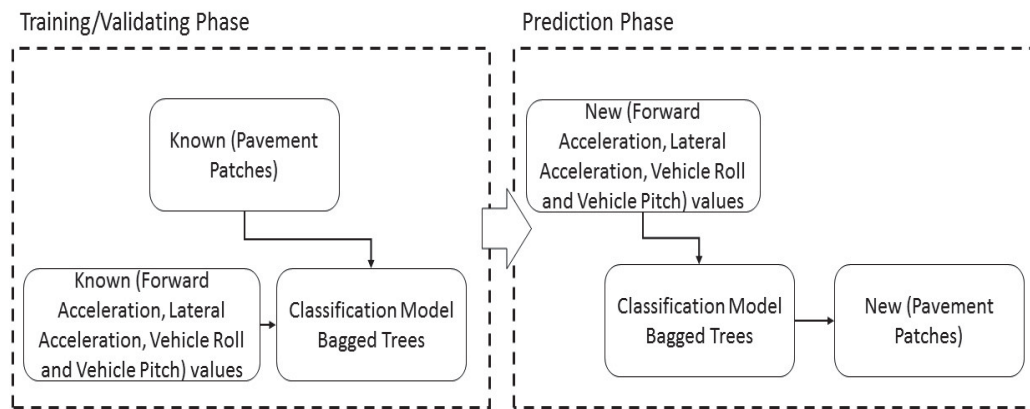 Training/Validating Phase
Known (Pavement
Patches)
Known (Forward
Acceleration, Lateral
Acceleration, Vehicle Roll
and Vehicle Pitch) values
Classification Model
Bagged Trees
Prediction Phase
New (Forward
Acceleration, Lateral
Acceleration, Vehicle Roll
and Vehicle Pitch) values
Classification Model
Bagged Trees
New (Pavement
Patches)